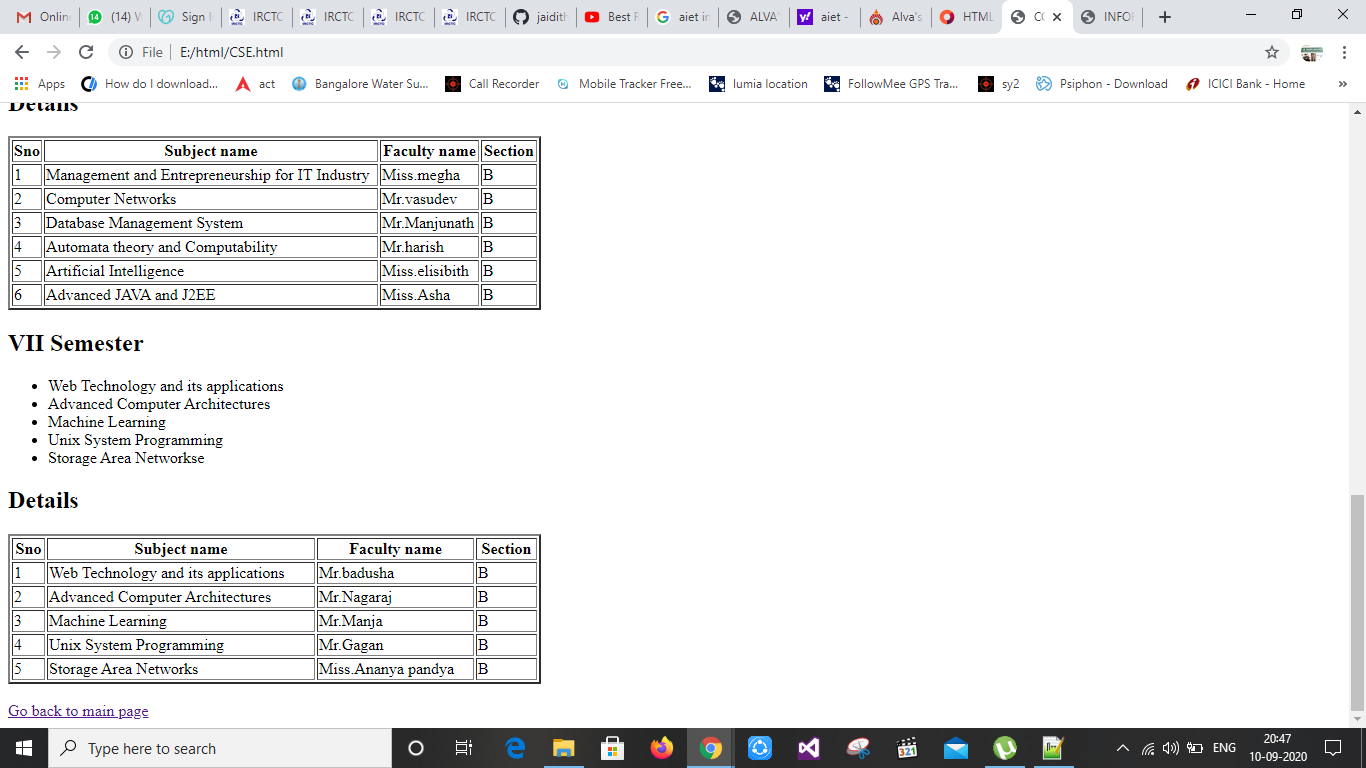 Onlin
(14) W
Sign I
IRCTC
IRCTC
IRCTC
IRCTC
jaidith
Best R
aiet in
ALVA'
aiet -
Alva's
HTML
CC
INFO
File E:/html/CSE.html
Apps How do I download... act Bangalore Water Su... Call Recorder Mobile Tracker Free... lumia location FollowMee GPS Tra... sy2 Psiphon - Download ICICI Bank - Home »
Details
Sno Subject name Faculty name Section
1 Management and Entrepreneurship for IT Industry Miss.megha B
2 Computer Networks Mr.vasudev B
3 Database Management System Mr.Manjunath B
4 Automata theory and Computability Mr.harish B
5 Artificial Intelligence Miss.elisibith B
6 Advanced JAVA and J2EE Miss.Asha B
VII Semester
• Web Technology and its applications
• Advanced Computer Architectures
• Machine Learning
• Unix System Programming
• Storage Area Networkse
Details
Sno Subject name Faculty name Section
1 Web Technology and its applications Mr.badusha B
2 Advanced Computer Architectures Mr.Nagaraj B
3 Machine Learning Mr.Manja B
4 Unix System Programming Mr.Gagan B
5 Storage Area Networks Miss.Ananya pandya B
Go back to main page
Type here to search
321
ENG
20:47
10-09-2020